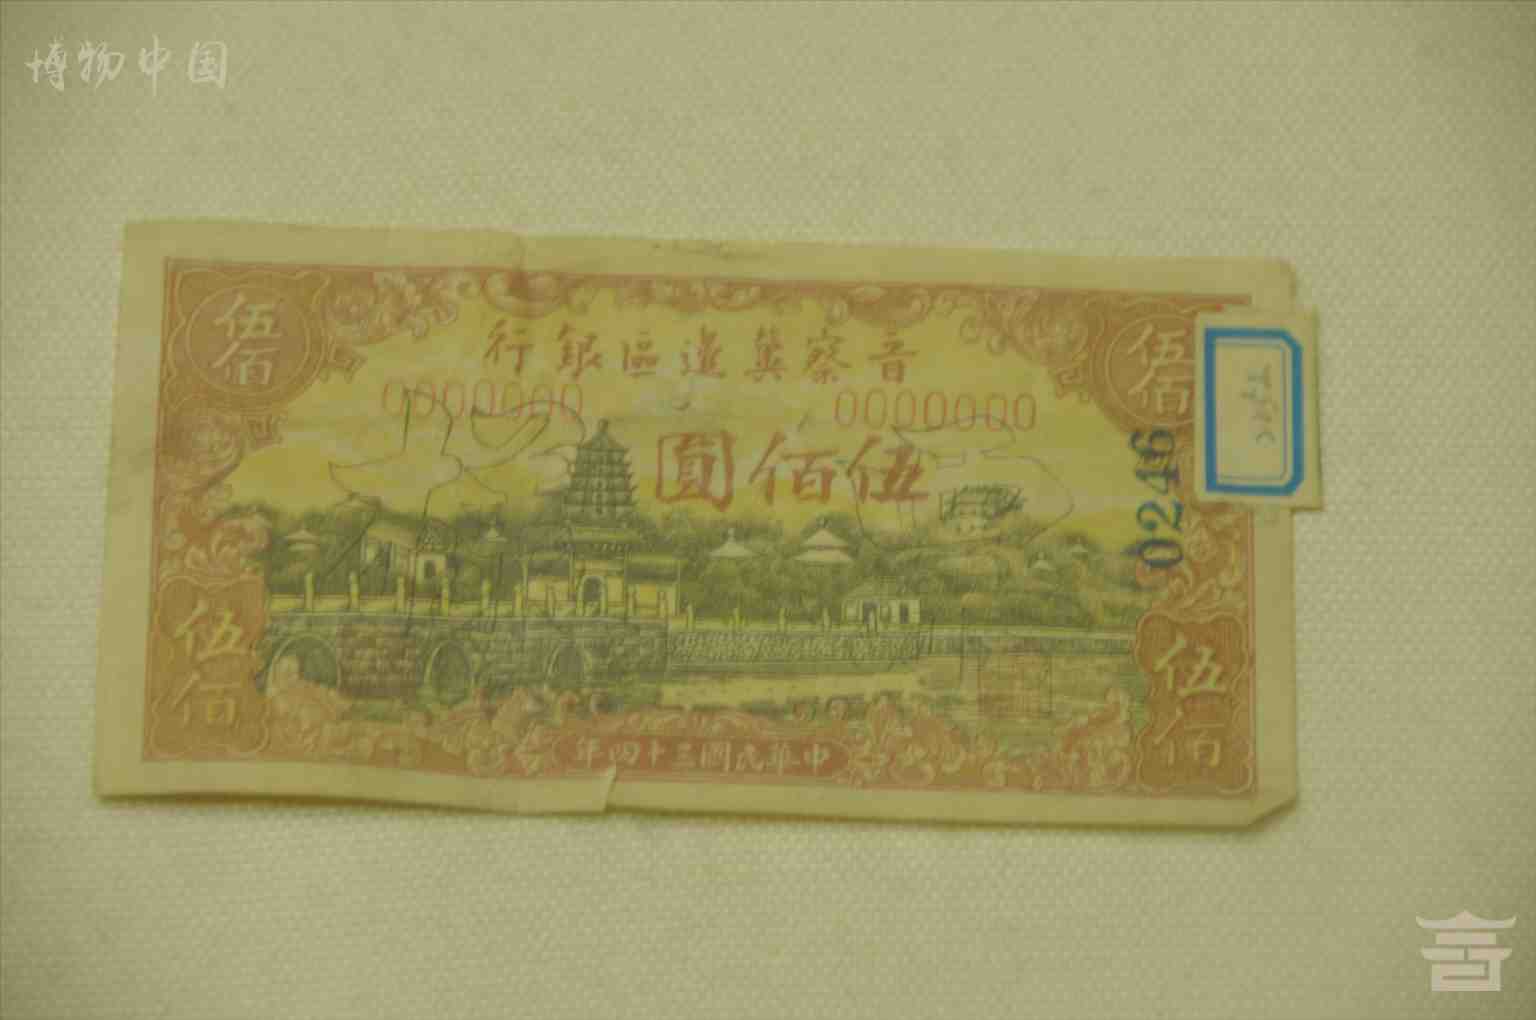 博物中国
伍佰
伍佰
晉察冀邊區銀行
0000000
0000000
伍佰圓
0246
伍佰
伍佰
中華民國三十四年